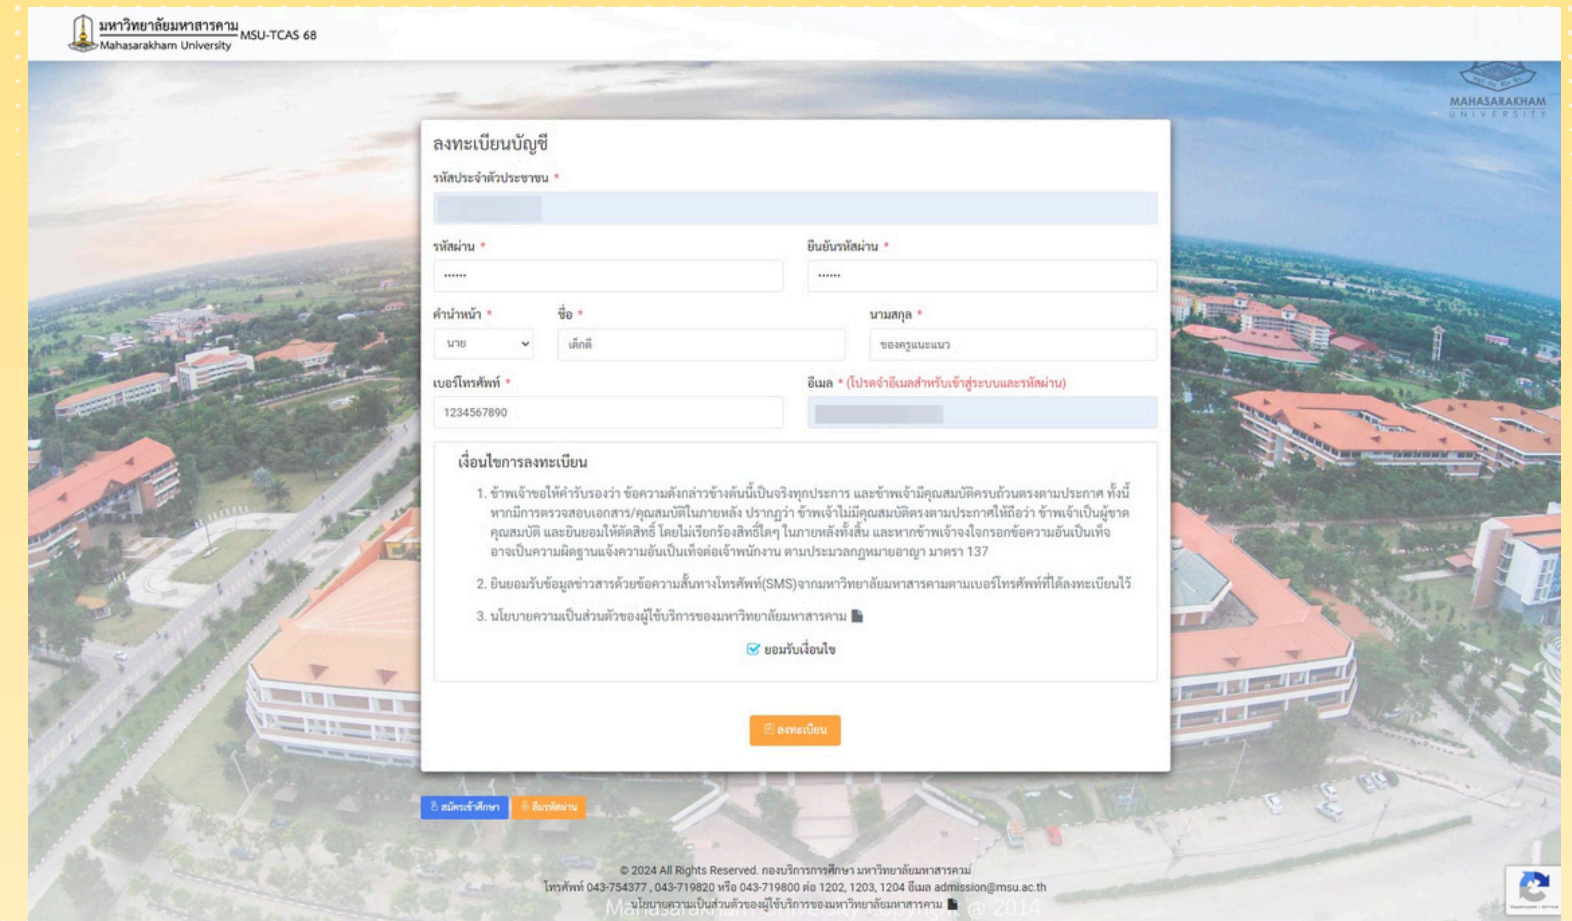 มหาวิทยาลัยมหาสารคาม
Mahasarakham University
MSU-TCAS 68
MAHASARAKHAM
UNIVERSITY
ลงทะเบียนบัญชี
รหัสประจำตัวประชาชน *
รหัสผ่าน * ยืนยันรหัสผ่าน *
•••••• ••••••
คำนำหน้า * ชื่อ * นามสกุล *
นาย เด็กดี ของครูแนะแนว
เบอร์โทรศัพท์ * อีเมล * (โปรดจำอีเมลสำหรับเข้าสู่ระบบและรหัสผ่าน)
1234567890
เงื่อนไขการลงทะเบียน
1. ข้าพเจ้าขอให้คำรับรองว่า ข้อความดังกล่าวข้างต้นนี้เป็นจริงทุกประการ และข้าพเจ้ามีคุณสมบัติครบถ้วนตรงตามประกาศ ทั้งนี้
หากมีการตรวจสอบเอกสาร/คุณสมบัติในภายหลัง ปรากฏว่า ข้าพเจ้าไม่มีคุณสมบัติตรงตามประกาศให้ถือว่า ข้าพเจ้าเป็นผู้ขาด
คุณสมบัติ และยินยอมให้ตัดสิทธิ์ โดยไม่เรียกร้องสิทธิ์ใดๆ ในภายหลังทั้งสิ้น และหากข้าพเจ้าจงใจกรอกข้อความอันเป็นเท็จ
อาจเป็นความผิดฐานแจ้งความอันเป็นเท็จต่อเจ้าพนักงาน ตามประมวลกฎหมายอาญา มาตรา 137
2. ยินยอมรับข้อมูลข่าวสารด้วยข้อความสั้นทางโทรศัพท์(SMS)จากมหาวิทยาลัยมหาสารคามตามเบอร์โทรศัพท์ที่ได้ลงทะเบียนไว้
3. นโยบายความเป็นส่วนตัวของผู้ใช้บริการของมหาวิทยาลัยมหาสารคาม
ยอมรับเงื่อนไข
ลงทะเบียน
สมัครเข้าศึกษา ลืมรหัสผ่าน
© 2024 All Rights Reserved. กองบริการการศึกษา มหาวิทยาลัยมหาสารคาม
โทรศัพท์ 043-754377 , 043-719820 หรือ 043-719800 ต่อ 1202, 1203, 1204 อีเมล admission@msu.ac.th
นโยบายความเป็นส่วนตัวของผู้ใช้บริการของมหาวิทยาลัยมหาสารคาม